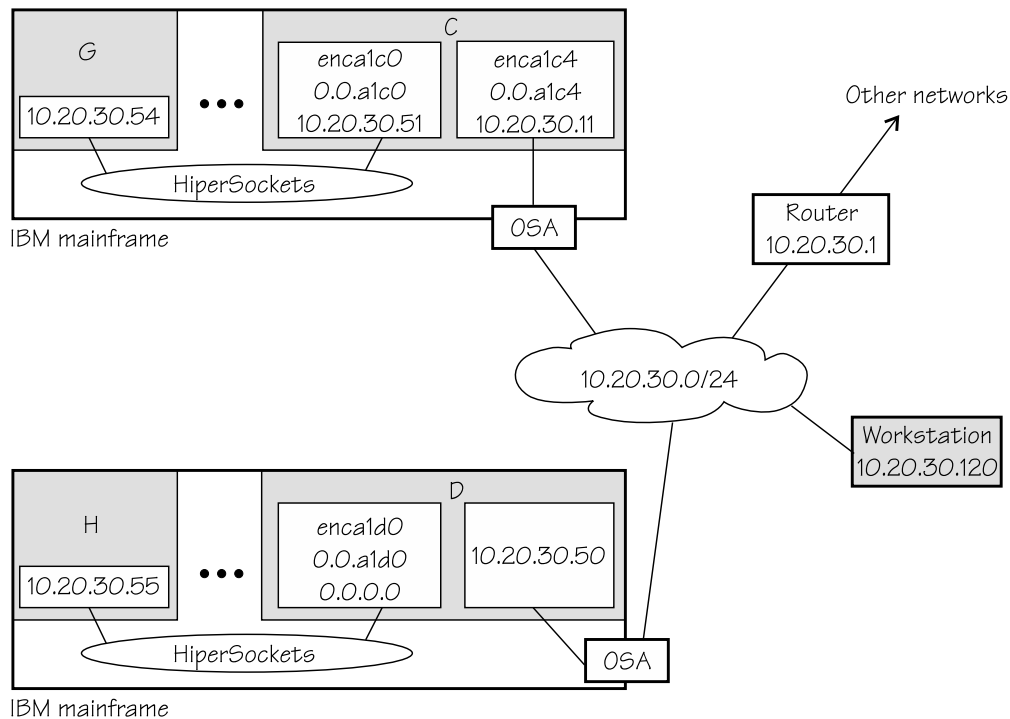 G
10.20.30.54
C
enca1c0
0.0.a1c0
10.20.30.51
enca1c4
0.0.a1c4
10.20.30.11
HiperSockets
OSA
IBM mainframe
Other networks
Router
10.20.30.1
10.20.30.0/24
Workstation
10.20.30.120
H
10.20.30.55
D
enca1d0
0.0.a1d0
0.0.0.0
10.20.30.50
HiperSockets
OSA
IBM mainframe